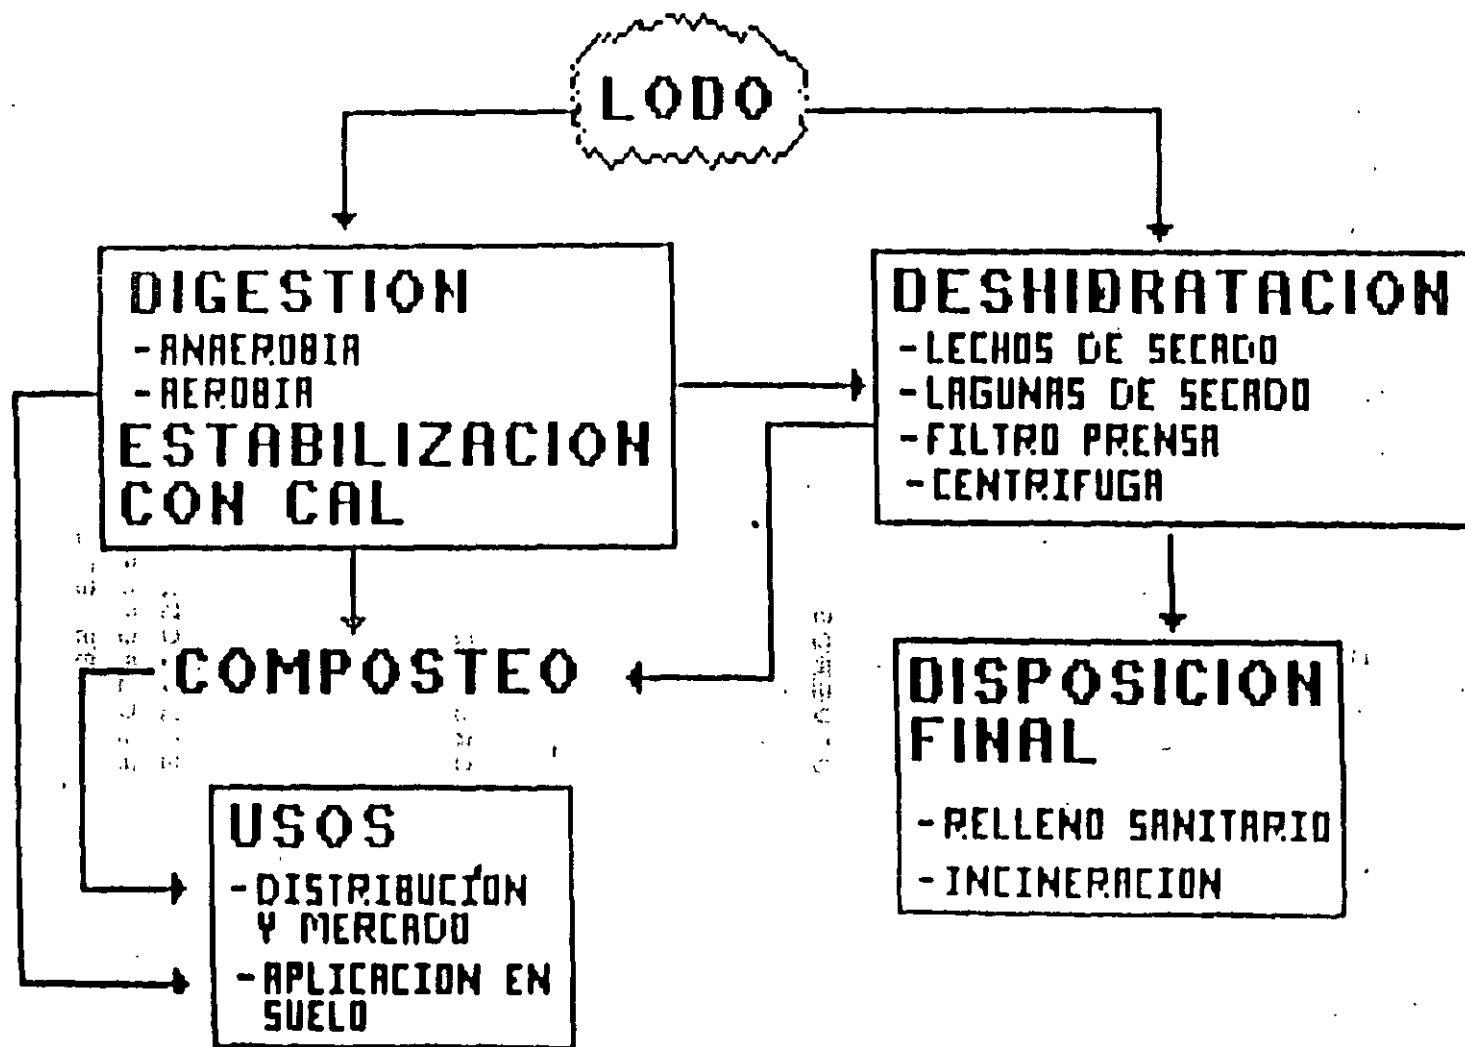 LODO
DIGESTION
-ANAEROBIA
-AEROBIA
ESTABILIZACION
CON CAL
DESHIDRATACION
-LECHOS DE SECADO
-LAGUNAS DE SECADO
-FILTRO PRENSA
-CENTRIFUGA
COMPOSTEO
DISPOSICION
FINAL
-RELLENO SANITARIO
-INCINERACION
USOS
-DISTRIBUCIÓN
Y MERCADO
-APLICACION EN
SUELO